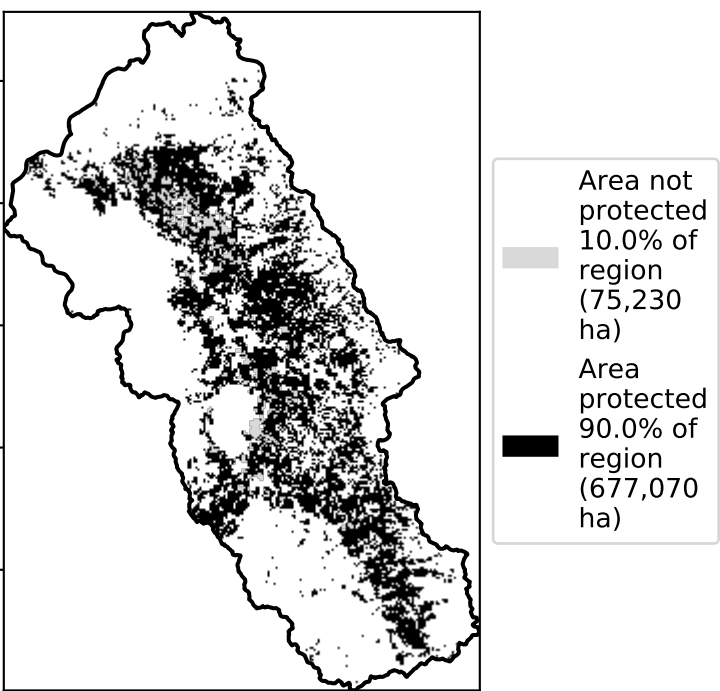 Area not
protected
10.0% of
region
(75,230
ha)
Area
protected
90.0% of
region
(677,070
ha)